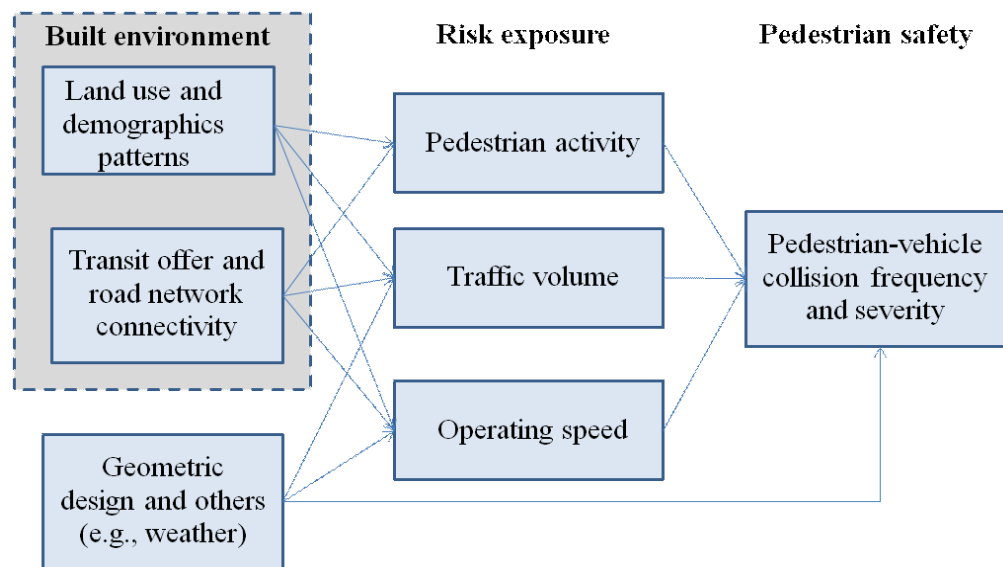 Built environment
Risk exposure
Pedestrian safety
Land use and
demographics
patterns
Pedestrian activity
Transit offer and
road network
connectivity
Traffic volume
Pedestrian-vehicle
collision frequency
and severity
Operating speed
Geometric
design and others
(e.g., weather)